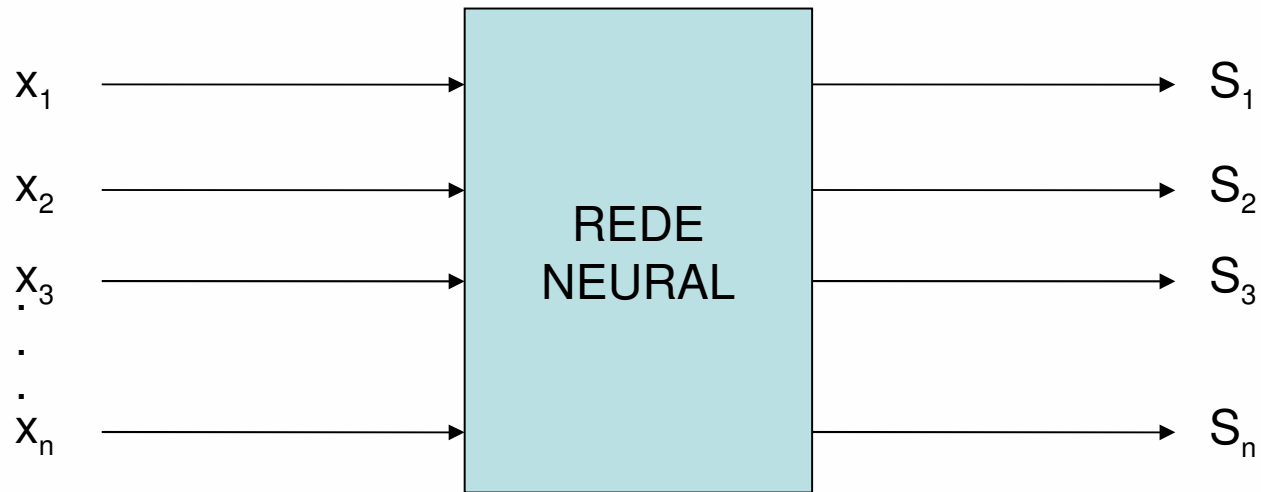 x₁
S₁
x₂
S₂
REDE
NEURAL
x₃
S₃
.
.
.
xₙ
Sₙ